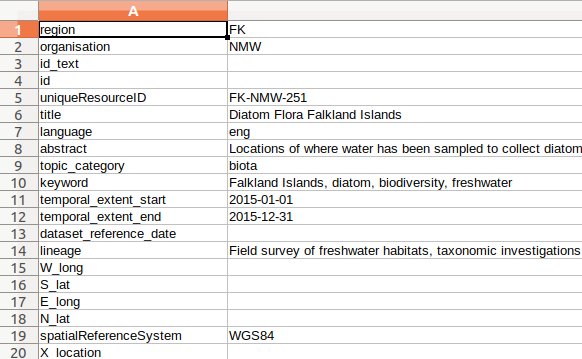 A
1 region FK
2 organisation NMW
3 id_text
4 id
5 uniqueResourceID FK-NMW-251
6 title Diatom Flora Falkland Islands
7 language eng
8 abstract Locations of where water has been sampled to collect diatom
9 topic_category biota
10 keyword Falkland Islands, diatom, biodiversity, freshwater
11 temporal_extent_start 2015-01-01
12 temporal_extent_end 2015-12-31
13 dataset_reference_date
14 lineage Field survey of freshwater habitats, taxonomic investigations
15 W_long
16 S_lat
17 E_long
18 N_lat
19 spatialReferenceSystem WGS84
20 X_location